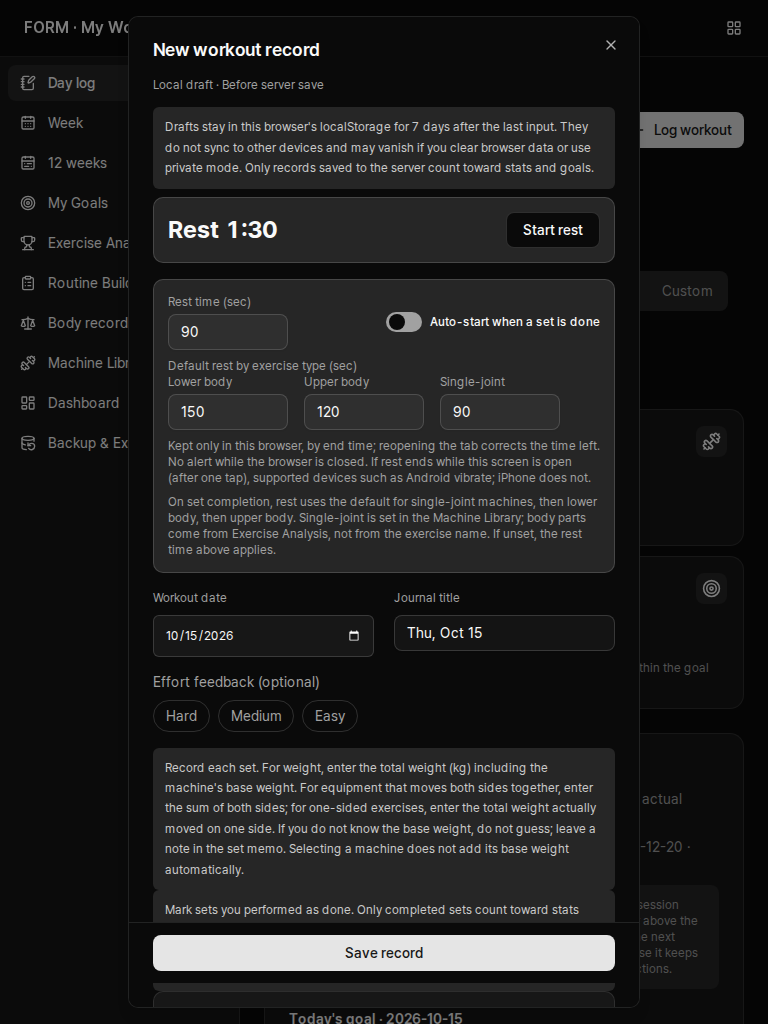 FORM · My Wo
Day log
Week
12 weeks
My Goals
Exercise Ana
Routine Build
Body record
Machine Libr
Dashboard
Backup & Ex
New workout record
Local draft · Before server save
Drafts stay in this browser's localStorage for 7 days after the last input. They
do not sync to other devices and may vanish if you clear browser data or use
private mode. Only records saved to the server count toward stats and goals.
Rest 1:30
Start rest
Rest time (sec)
90
Auto-start when a set is done
Default rest by exercise type (sec)
Lower body
Upper body
Single-joint
150
120
90
Kept only in this browser, by end time; reopening the tab corrects the time left.
No alert while the browser is closed. If rest ends while this screen is open
(after one tap), supported devices such as Android vibrate; iPhone does not.
On set completion, rest uses the default for single-joint machines, then lower
body, then upper body. Single-joint is set in the Machine Library; body parts
come from Exercise Analysis, not from the exercise name. If unset, the rest
time above applies.
Workout date
Journal title
10/15/2026
Thu, Oct 15
Effort feedback (optional)
Hard
Medium
Easy
Record each set. For weight, enter the total weight (kg) including the
machine's base weight. For equipment that moves both sides together, enter
the sum of both sides; for one-sided exercises, enter the total weight actually
moved on one side. If you do not know the base weight, do not guess; leave a
note in the set memo. Selecting a machine does not add its base weight
automatically.
Mark sets you performed as done. Only completed sets count toward stats
Save record
Log workout
Custom
thin the goal
actual
-12-20 ·
session
above the
e next
se it keeps
ctions.
Today's goal · 2026-10-15